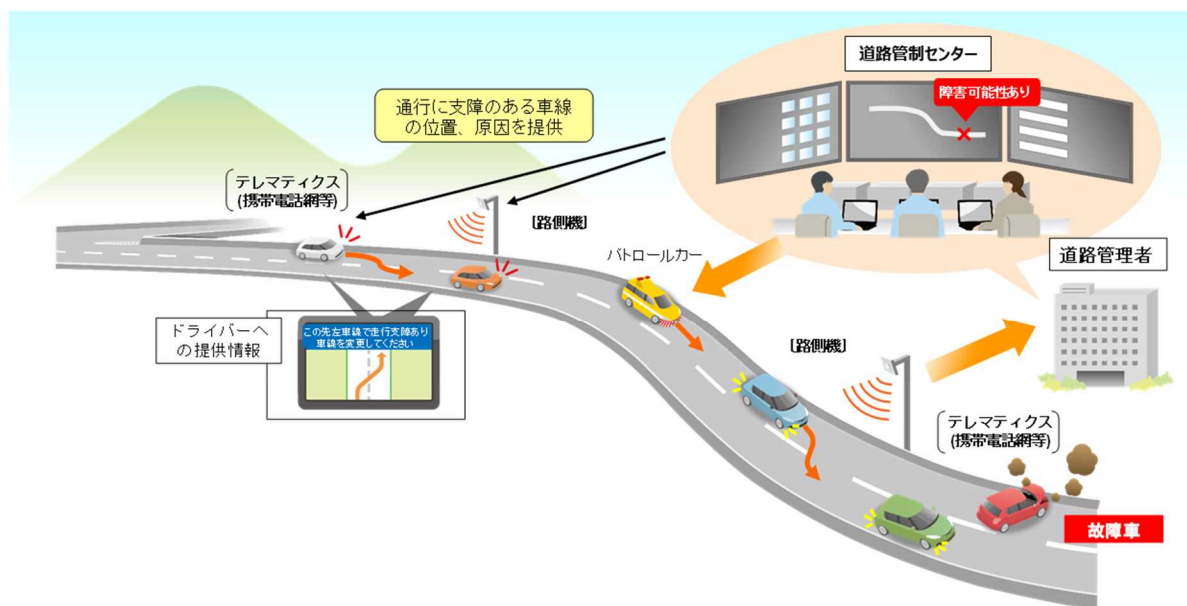 道路管制センター
障害可能性あり
通行に支障のある車線
の位置、原因を提供
テレマティクス
(携帯電話網等)
〔路側機〕
パトロールカー
道路管理者
ドライバーへ
の提供情報
この先左車線で走行支障あり
車線を変更してください
〔路側機〕
テレマティクス
(携帯電話網等)
故障車